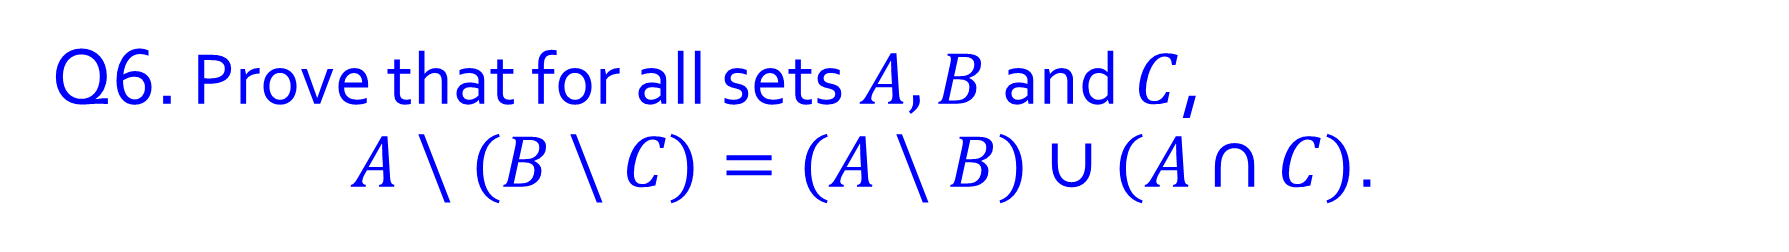 Q6. Prove that for all sets A, B and C,
A \ (B \ C) = (A \ B) ∪ (A ∩ C).